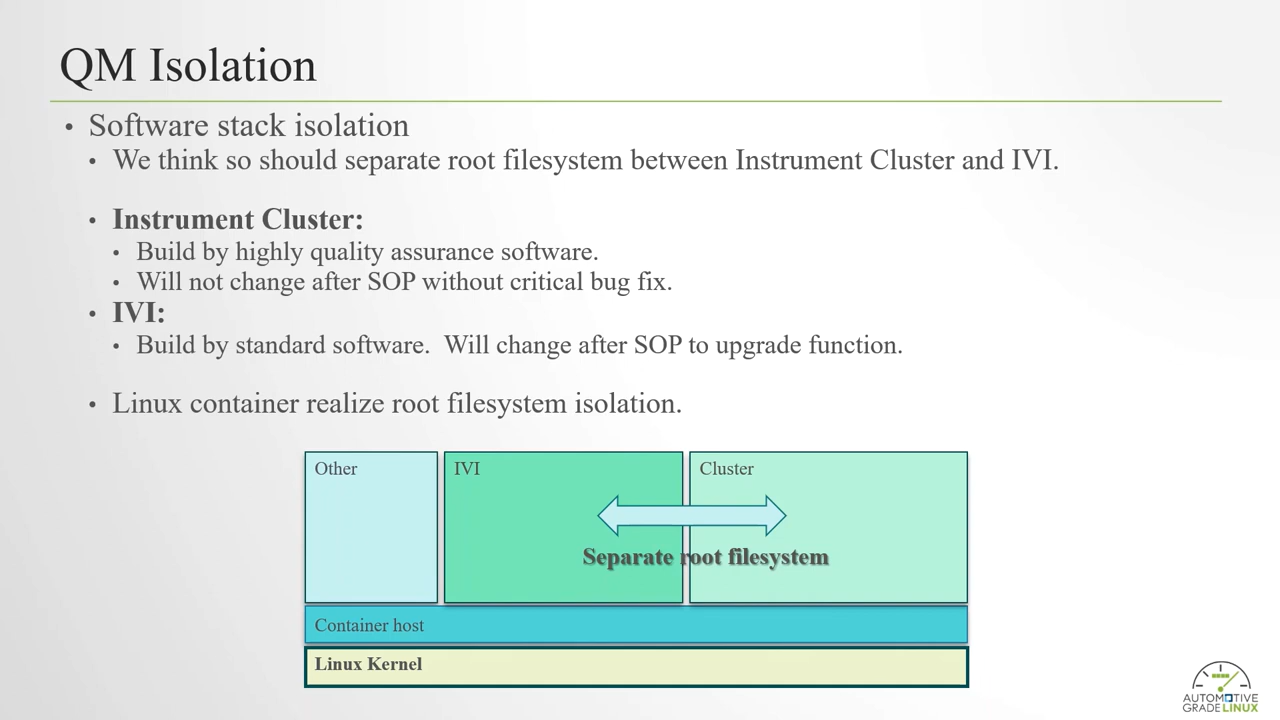 QM Isolation
• Software stack isolation
• We think so should separate root filesystem between Instrument Cluster and IVI.
• Instrument Cluster:
• Build by highly quality assurance software.
• Will not change after SOP without critical bug fix.
• IVI:
• Build by standard software.  Will change after SOP to upgrade function.
• Linux container realize root filesystem isolation.
Other
IVI
Cluster
Separate root filesystem
Container host
Linux Kernel
AUTOMOTIVE
GRADE LINUX